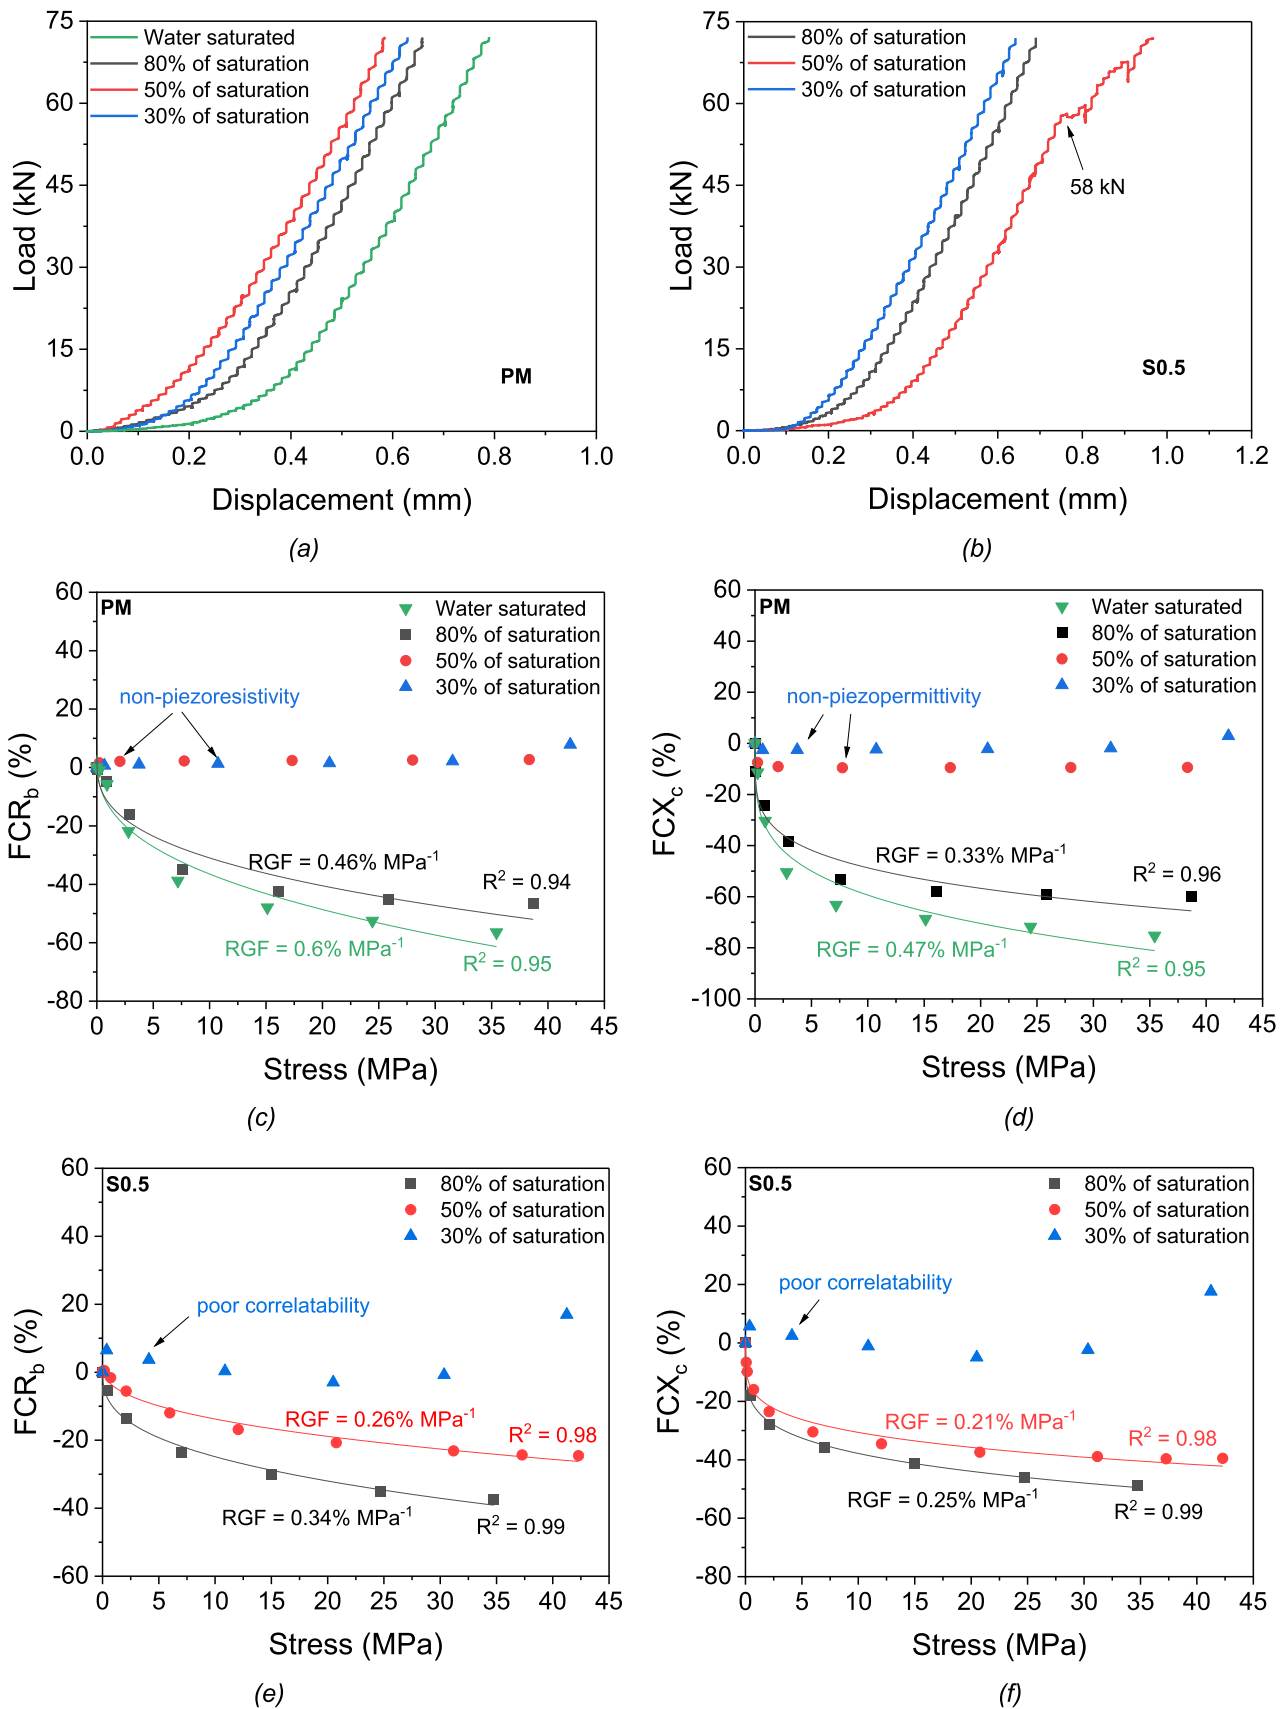 75
60
45
30
15
0
Load (kN)
Water saturated
80% of saturation
50% of saturation
30% of saturation
PM
0.0 0.2 0.4 0.6 0.8 1.0
Displacement (mm)
(a)
75
60
45
30
15
0
Load (kN)
80% of saturation
50% of saturation
30% of saturation
58 kN
S0.5
0.0 0.2 0.4 0.6 0.8 1.0 1.2
Displacement (mm)
(b)
60
40
20
0
-20
-40
-60
-80
FCR_b (%)
PM
Water saturated
80% of saturation
50% of saturation
30% of saturation
non-piezoresistivity
RGF = 0.46% MPa⁻¹
R² = 0.94
RGF = 0.6% MPa⁻¹
R² = 0.95
0 5 10 15 20 25 30 35 40 45
Stress (MPa)
(c)
60
40
20
0
-20
-40
-60
-80
-100
FCX_c (%)
PM
Water saturated
80% of saturation
50% of saturation
30% of saturation
non-piezopermittivity
RGF = 0.33% MPa⁻¹
R² = 0.96
RGF = 0.47% MPa⁻¹
R² = 0.95
0 5 10 15 20 25 30 35 40 45
Stress (MPa)
(d)
60
40
20
0
-20
-40
-60
FCR_b (%)
S0.5
80% of saturation
50% of saturation
30% of saturation
poor correlatability
RGF = 0.26% MPa⁻¹
R² = 0.98
RGF = 0.34% MPa⁻¹
R² = 0.99
0 5 10 15 20 25 30 35 40 45
Stress (MPa)
(e)
60
40
20
0
-20
-40
-60
-80
FCX_c (%)
S0.5
80% of saturation
50% of saturation
30% of saturation
poor correlatability
RGF = 0.21% MPa⁻¹
R² = 0.98
RGF = 0.25% MPa⁻¹
R² = 0.99
0 5 10 15 20 25 30 35 40 45
Stress (MPa)
(f)